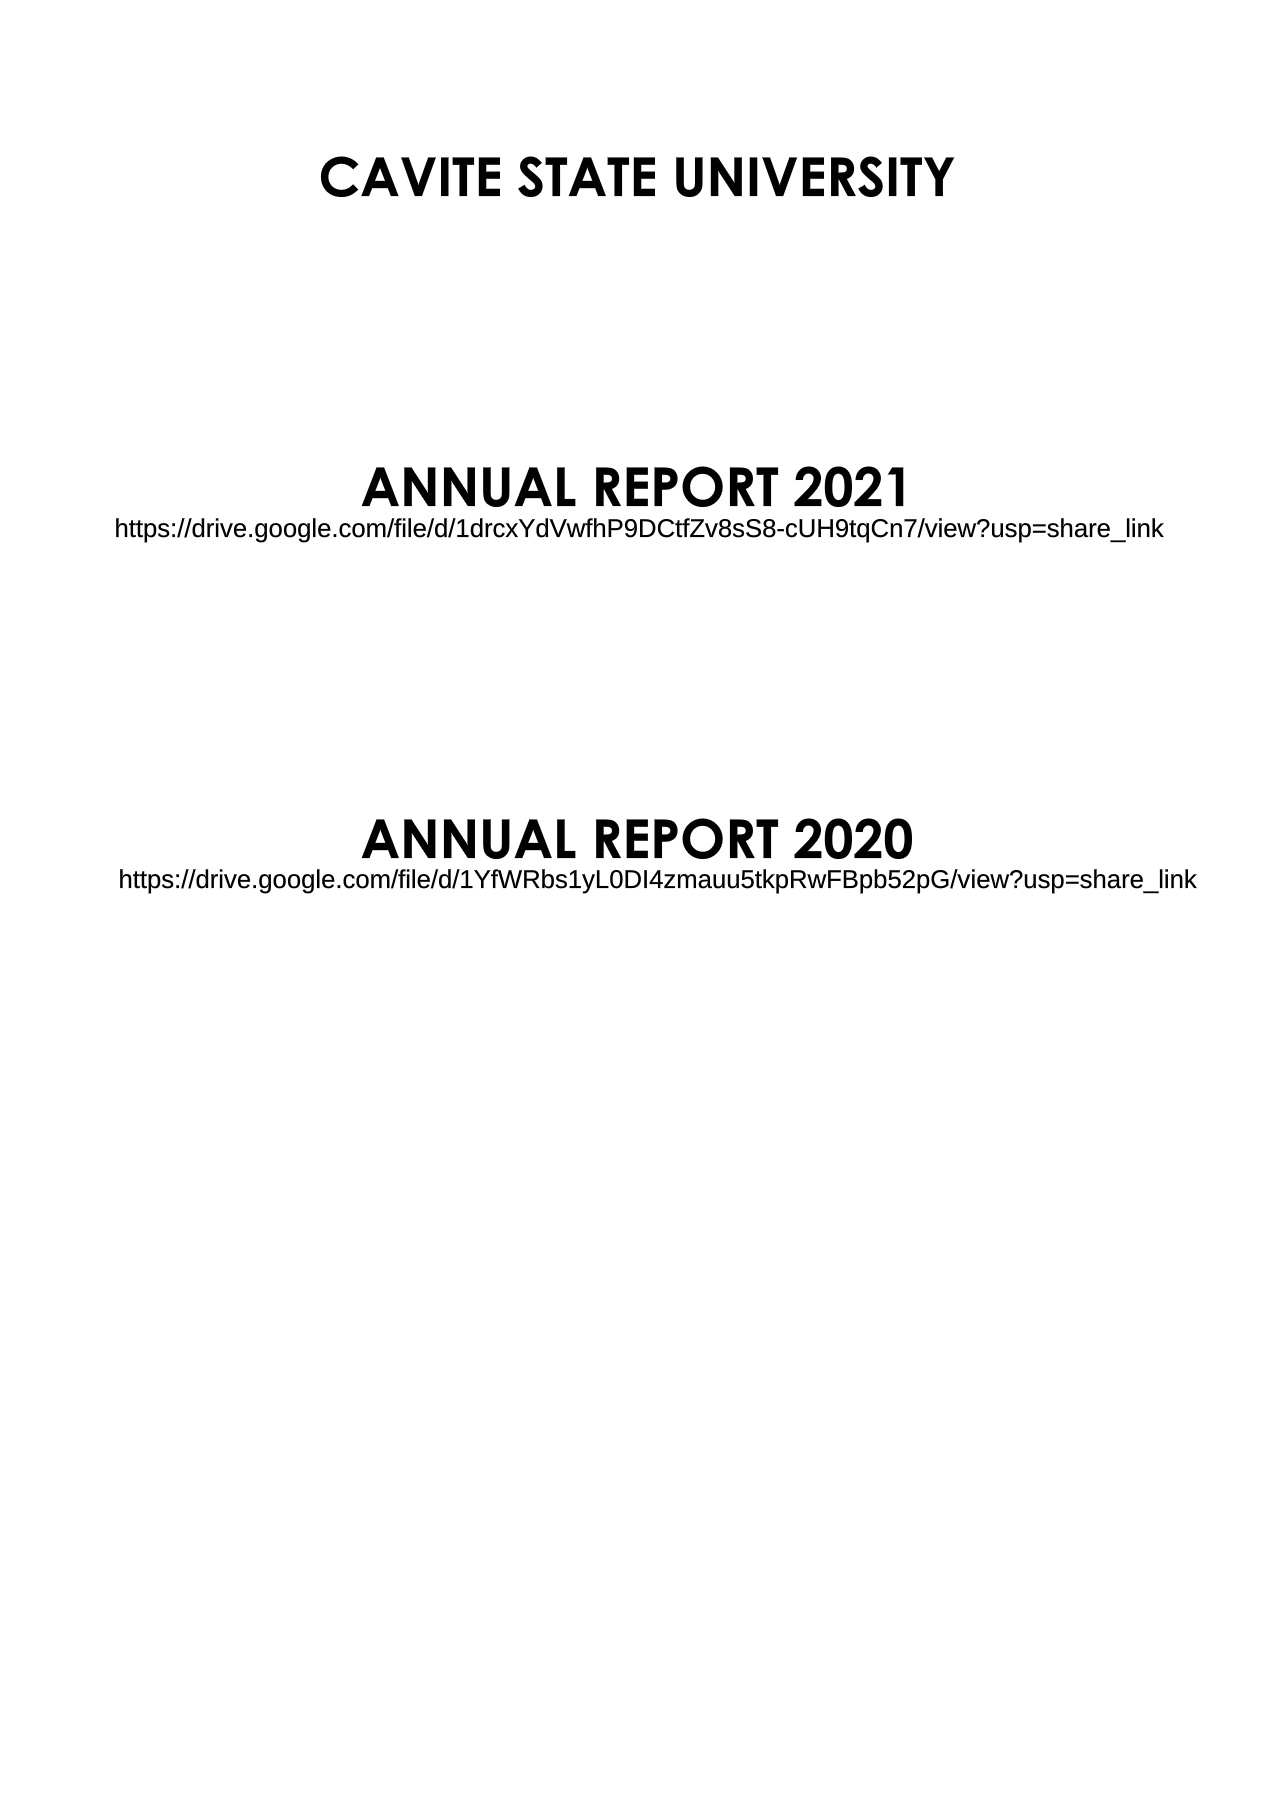 CAVITE STATE UNIVERSITY
ANNUAL REPORT 2021
https://drive.google.com/file/d/1drcxYdVwfhP9DCtfZv8sS8-cUH9tqCn7/view?usp=share_link
ANNUAL REPORT 2020
https://drive.google.com/file/d/1YfWRbs1yL0DI4zmauu5tkpRwFBpb52pG/view?usp=share_link